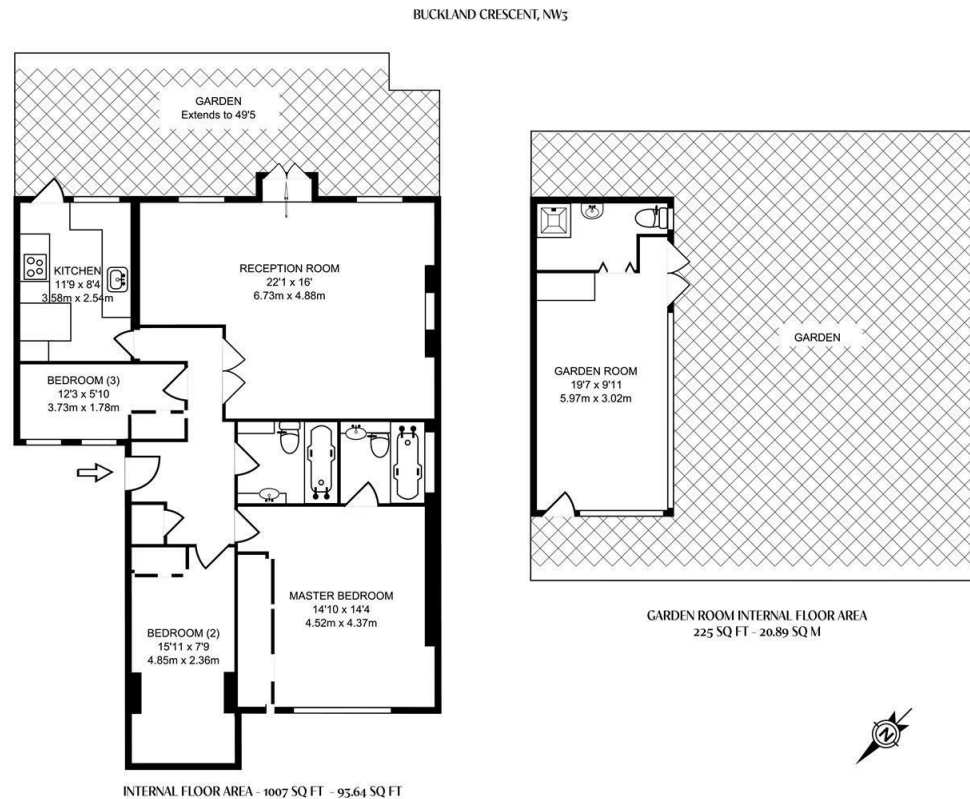 BUCKLAND CRESCENT, NW3
GARDEN
Extends to 49'5
KITCHEN
11'9 x 8'4
3.58m x 2.54m
RECEPTION ROOM
22'1 x 16'
6.73m x 4.88m
BEDROOM (3)
12'3 x 5'10
3.73m x 1.78m
MASTER BEDROOM
14'10 x 14'4
4.52m x 4.37m
BEDROOM (2)
15'11 x 7'9
4.85m x 2.36m
INTERNAL FLOOR AREA - 1007 SQ FT - 93.64 SQ FT
GARDEN
GARDEN ROOM
19'7 x 9'11
5.97m x 3.02m
GARDEN ROOM INTERNAL FLOOR AREA
225 SQ FT - 20.89 SQ M
N